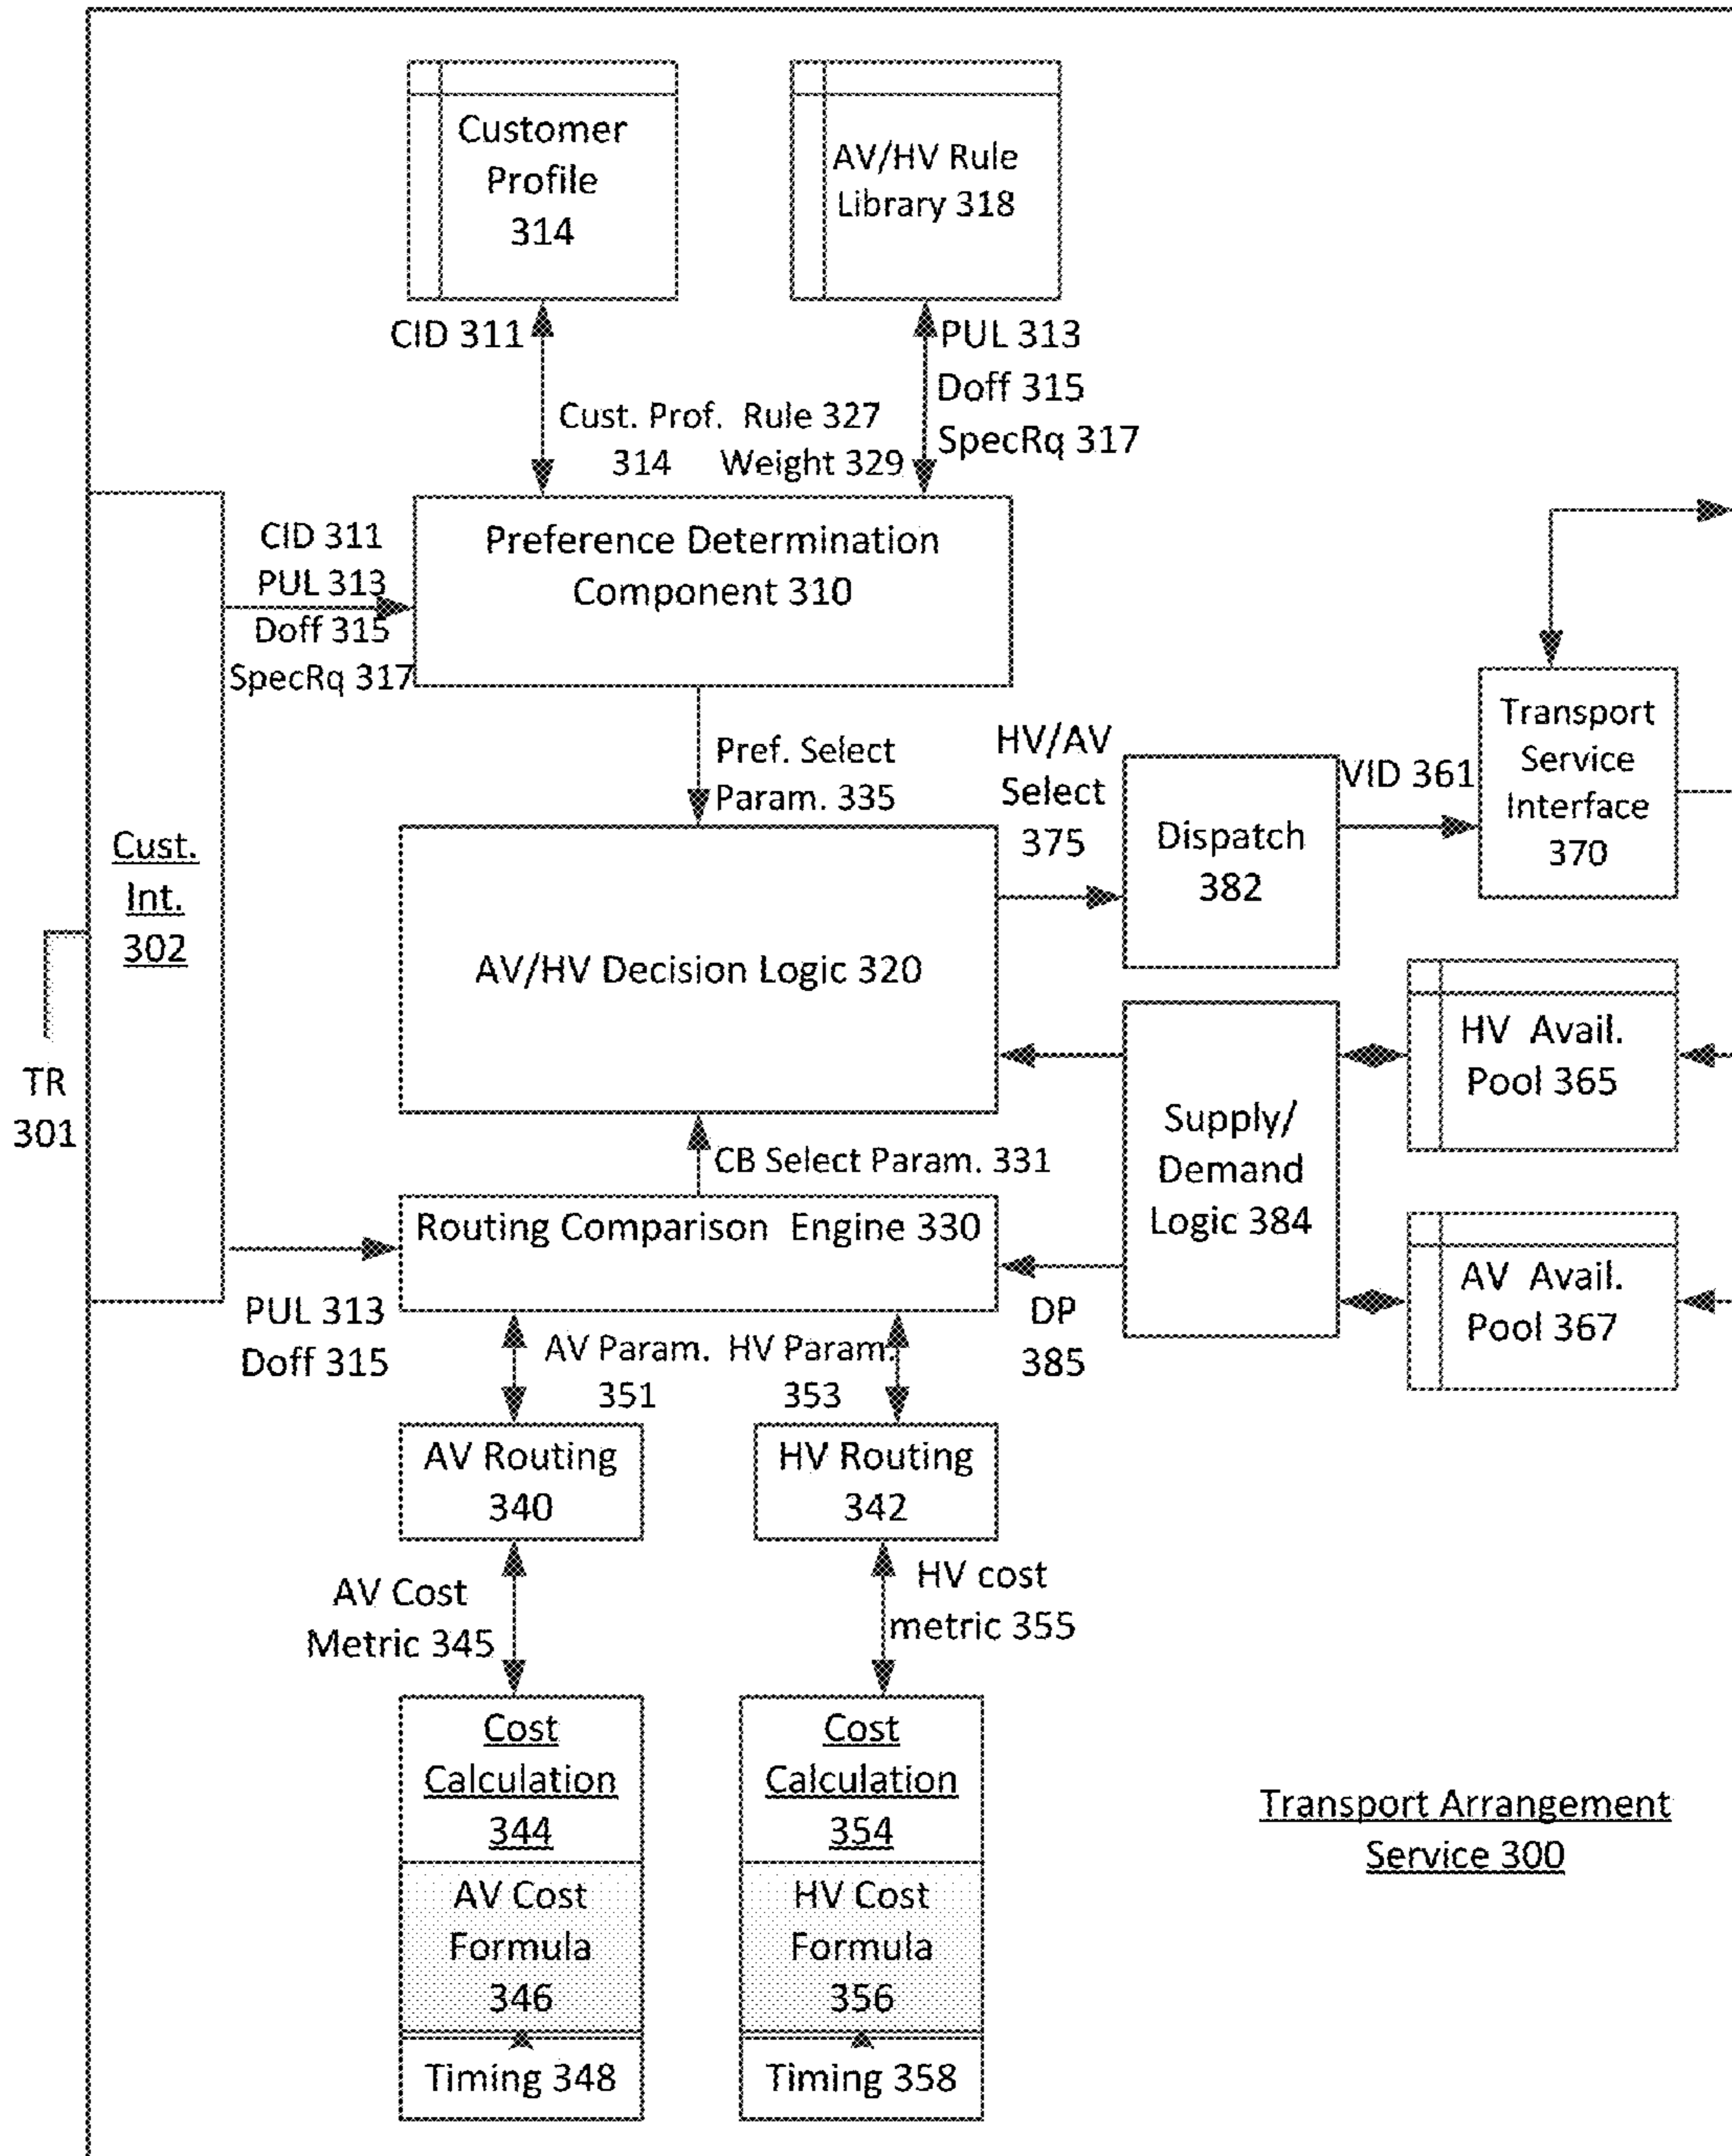 Customer
Profile
314
AV/HV Rule
Library 318
CID 311
PUL 313
Doff 315
SpecRq 317
Cust. Prof. Rule 327
314 Weight 329
CID 311
PUL 313
Doff 315
SpecRq 317
Preference Determination
Component 310
Pref. Select
Param. 335
HV/AV
Select
375
Dispatch
382
VID 361
Transport
Service
Interface
370
Cust.
Int.
302
TR
301
AV/HV Decision Logic 320
HV Avail.
Pool 365
Supply/
Demand
Logic 384
CB Select Param. 331
Routing Comparison Engine 330
AV Avail.
Pool 367
PUL 313
Doff 315
AV Param. HV Param.
351 353
DP
385
AV Routing
340
HV Routing
342
AV Cost
Metric 345
HV cost
metric 355
Cost
Calculation
344
AV Cost
Formula
346
Timing 348
Cost
Calculation
354
HV Cost
Formula
356
Timing 358
Transport Arrangement
Service 300